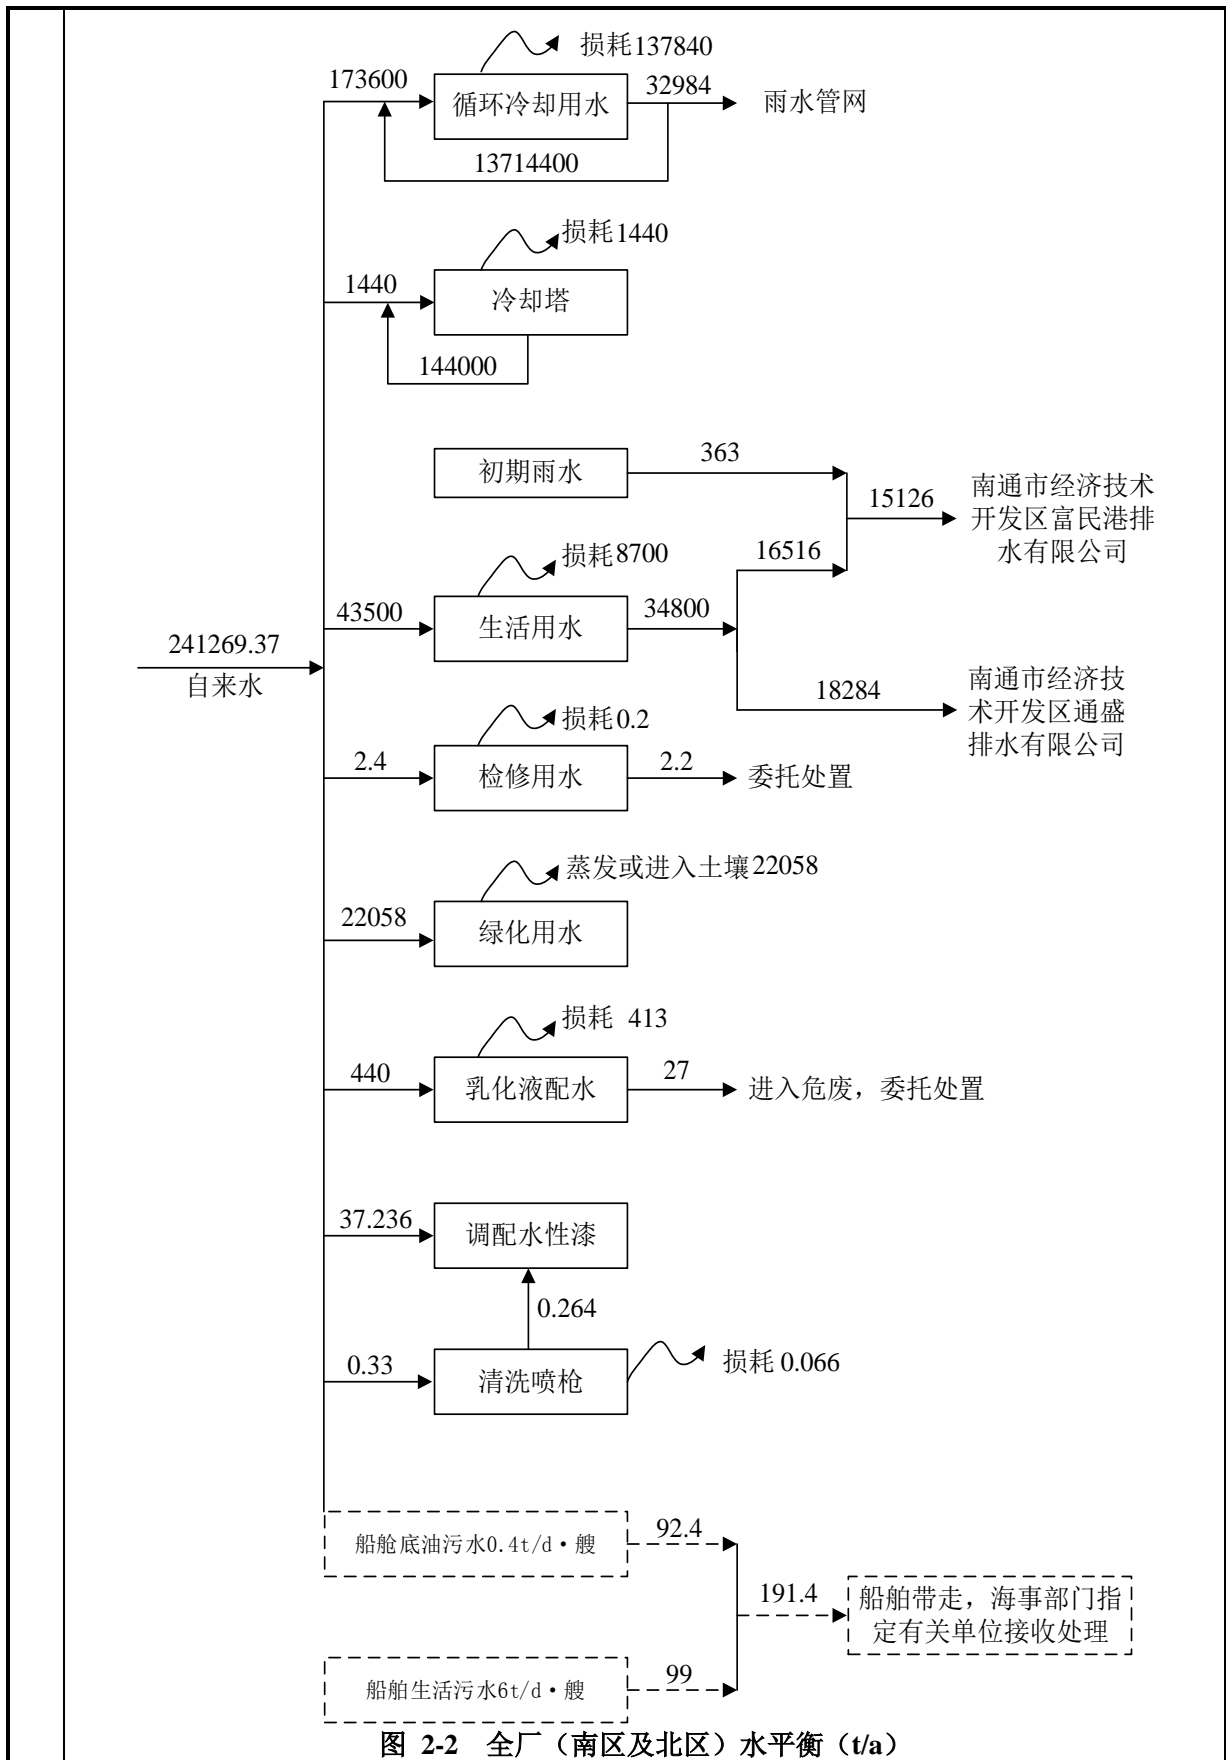 损耗137840
173600
循环冷却用水
32984
雨水管网
13714400
损耗1440
1440
冷却塔
144000
初期雨水
363
15126
南通市经济技术
开发区富民港排
水有限公司
16516
损耗8700
43500
生活用水
34800
241269.37
自来水
18284
南通市经济技
术开发区通盛
排水有限公司
损耗0.2
2.4
检修用水
2.2
委托处置
蒸发或进入土壤22058
22058
绿化用水
损耗 413
440
乳化液配水
27
进入危废，委托处置
37.236
调配水性漆
0.264
0.33
清洗喷枪
损耗 0.066
船舱底油污水0.4t/d·艘
92.4
191.4
船舶带走，海事部门指
定有关单位接收处理
船舶生活污水6t/d·艘
99
图 2-2 全厂（南区及北区）水平衡（t/a）